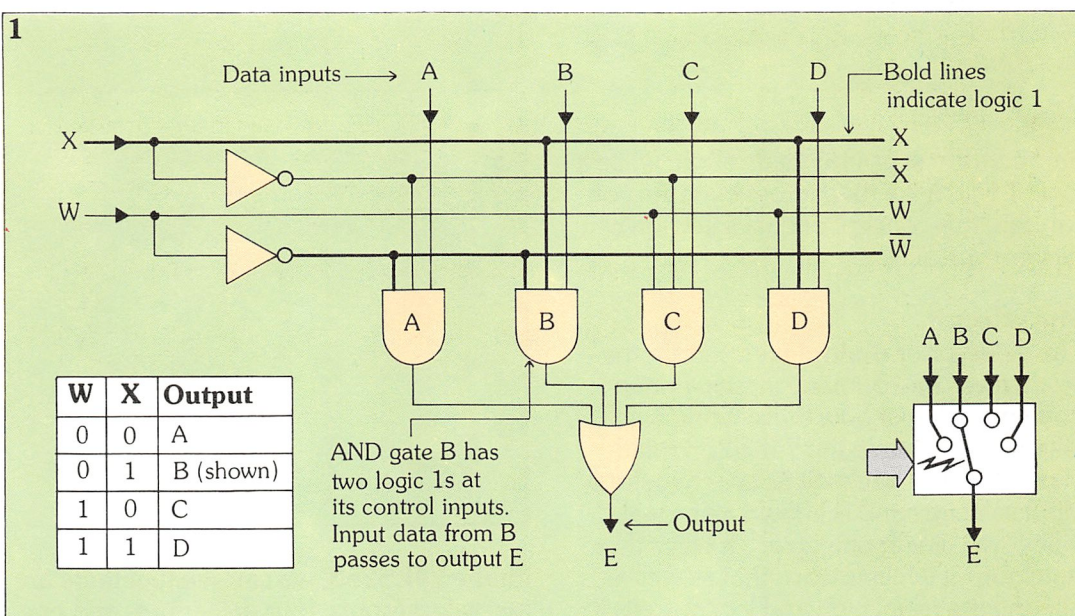 1
Data inputs A B C D Bold lines
indicate logic 1
X X
X̅
W W
W̅
A B C D
A B C D
W X Output
0 0 A
0 1 B (shown)
1 0 C
1 1 D
AND gate B has
two logic 1s at
its control inputs.
Input data from B
passes to output E
Output
E
E